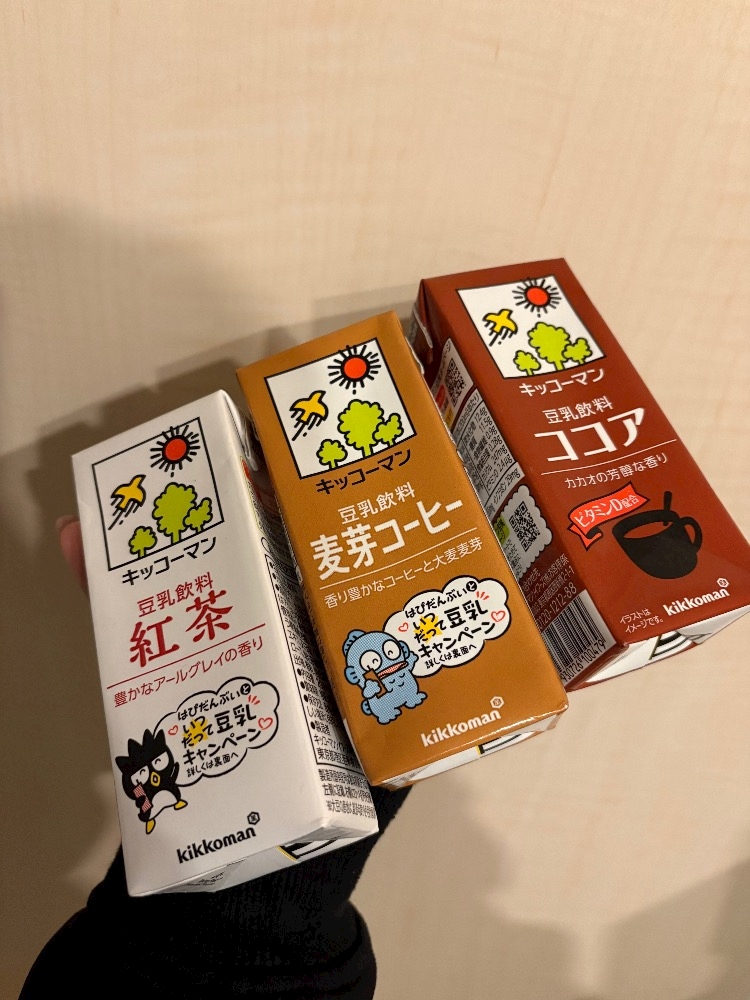 キッコーマン
豆乳飲料
紅茶
豊かなアールグレイの香り
はぴだんぶいと
いつ
だって豆乳
キャンペーン
詳しくは裏面へ
kikkoman
キッコーマン
豆乳飲料
麦芽コーヒー
香り豊かなコーヒーと大麦麦芽
はぴだんぶいと
いつ
だって豆乳
キャンペーン
詳しくは裏面へ
kikkoman
キッコーマン
豆乳飲料
ココア
カカオの芳醇な香り
ビタミンD配合
イラストは
イメージです。
kikkoman